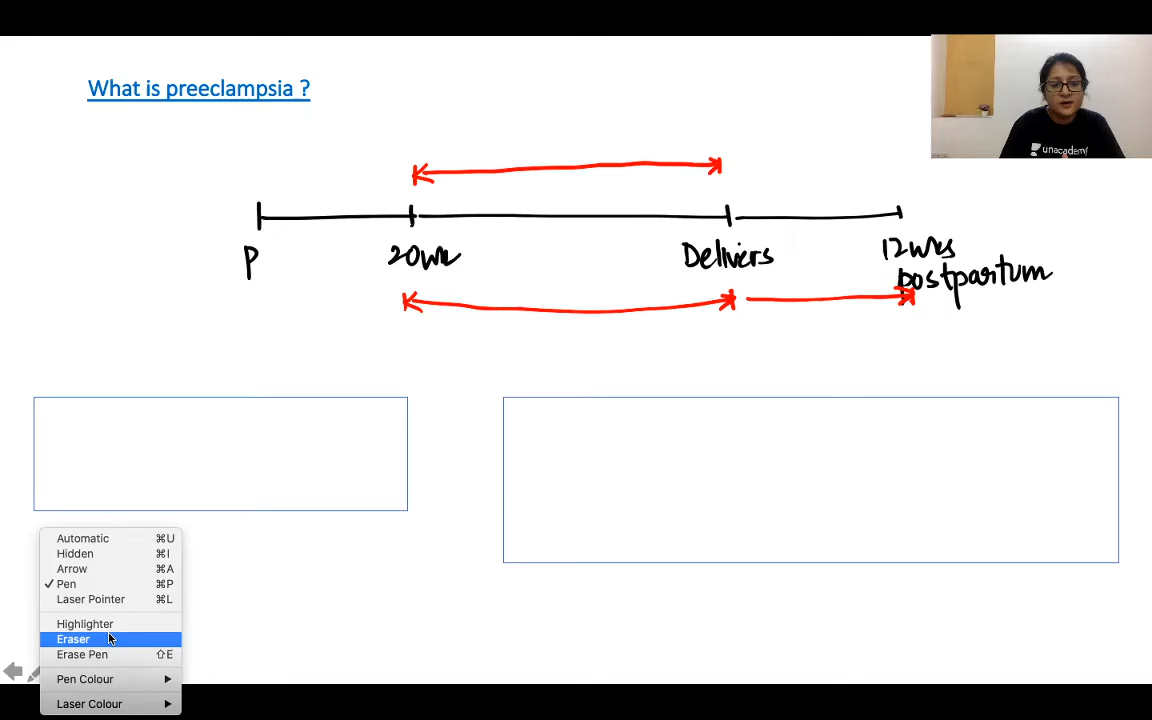 What is preeclampsia ?
unacademy
P
20wk
Delivers
12wks
postpartum
Automatic ⌘U
Hidden ⌘I
Arrow ⌘A
✓ Pen ⌘P
Laser Pointer ⌘L
Highlighter
Eraser
Erase Pen ⇧E
Pen Colour
Laser Colour